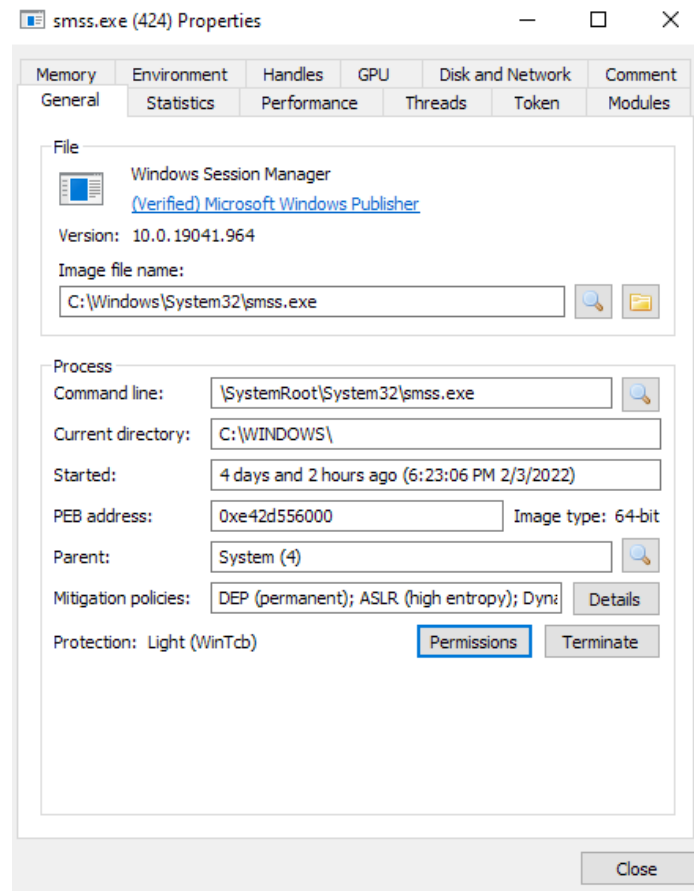 smss.exe (424) Properties
Memory Environment Handles GPU Disk and Network Comment
General Statistics Performance Threads Token Modules
File
Windows Session Manager
(Verified) Microsoft Windows Publisher
Version: 10.0.19041.964
Image file name:
C:\Windows\System32\smss.exe
Process
Command line: \SystemRoot\System32\smss.exe
Current directory: C:\WINDOWS\
Started: 4 days and 2 hours ago (6:23:06 PM 2/3/2022)
PEB address: 0xe42d556000 Image type: 64-bit
Parent: System (4)
Mitigation policies: DEP (permanent); ASLR (high entropy); Dyna Details
Protection: Light (WinTcb) Permissions Terminate
Close